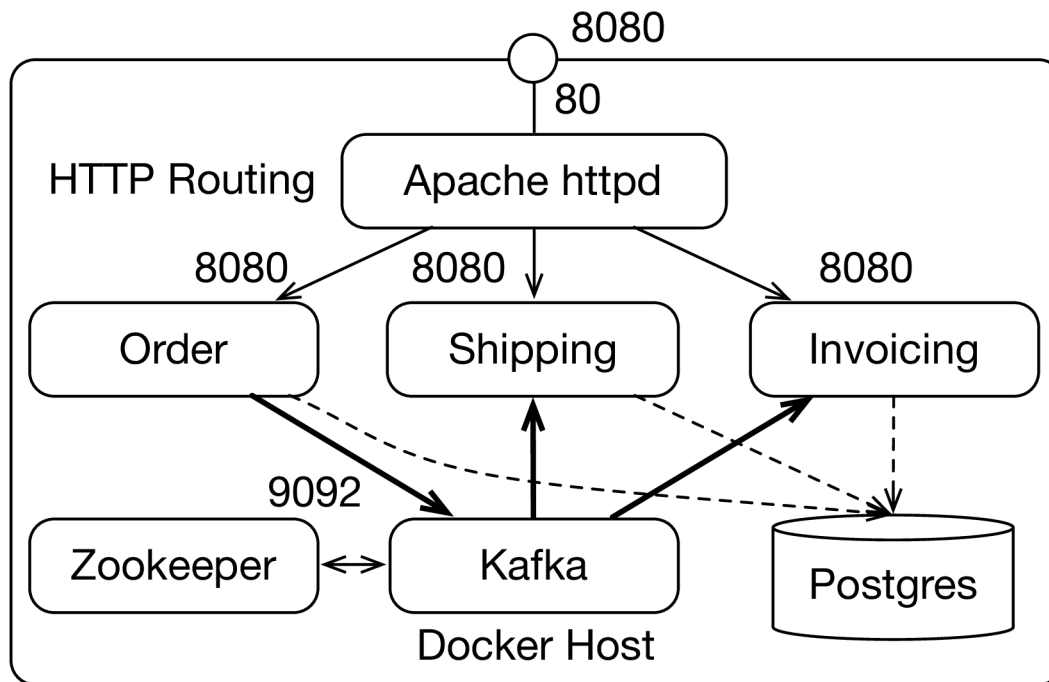 8080
80
HTTP Routing
Apache httpd
8080
8080
8080
Order
Shipping
Invoicing
9092
Zookeeper
Kafka
Postgres
Docker Host